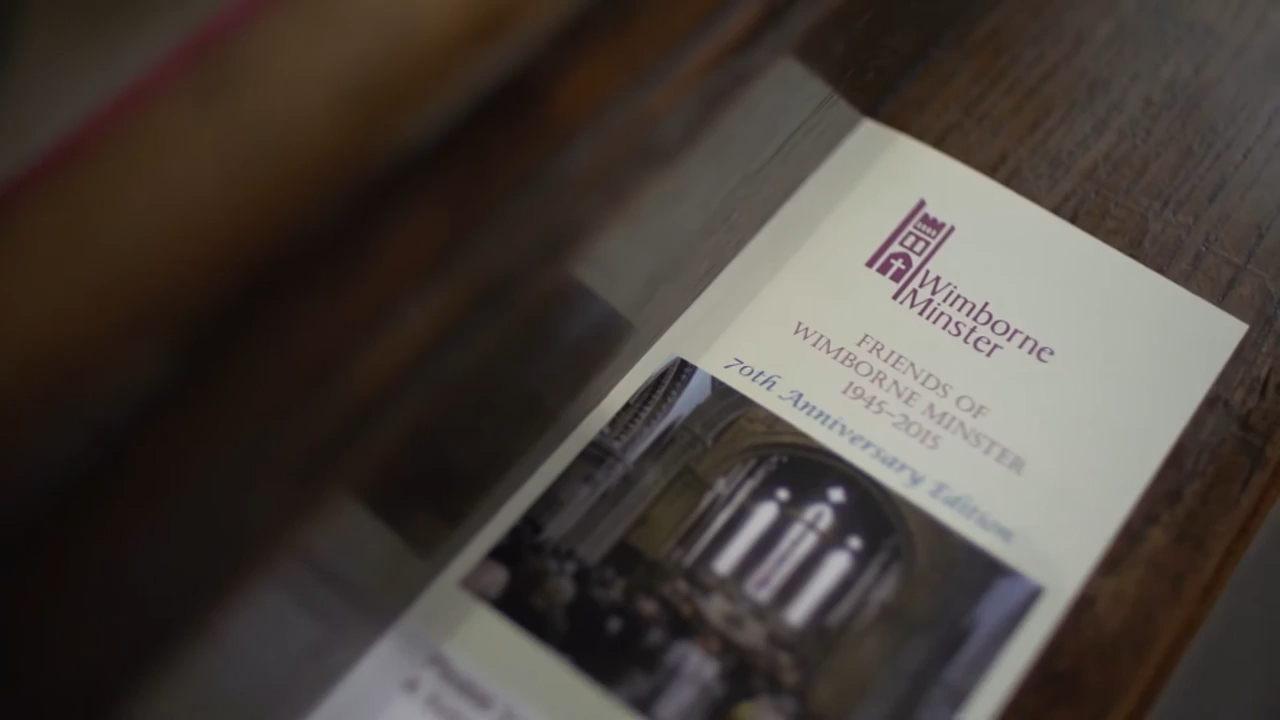 Wimborne
Minster
FRIENDS OF
WIMBORNE MINSTER
1945-2015
70th Anniversary Edition